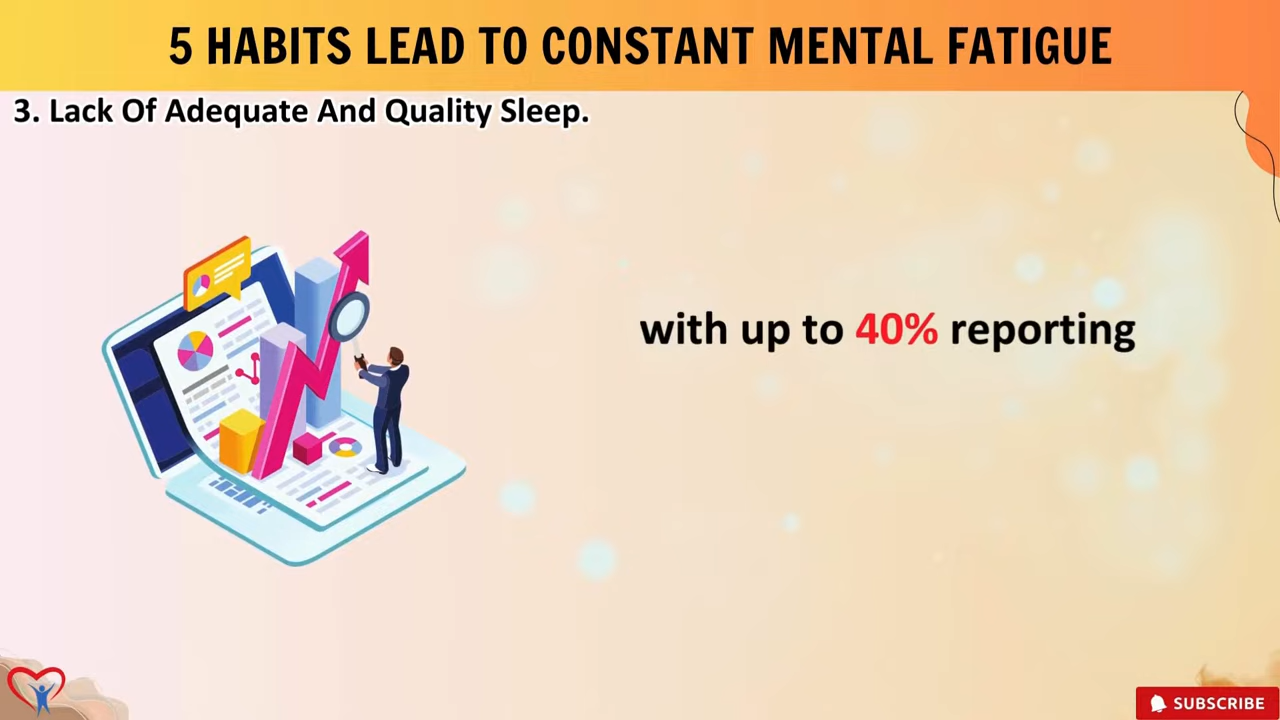 5 HABITS LEAD TO CONSTANT MENTAL FATIGUE
3. Lack Of Adequate And Quality Sleep.
with up to 40% reporting
SUBSCRIBE